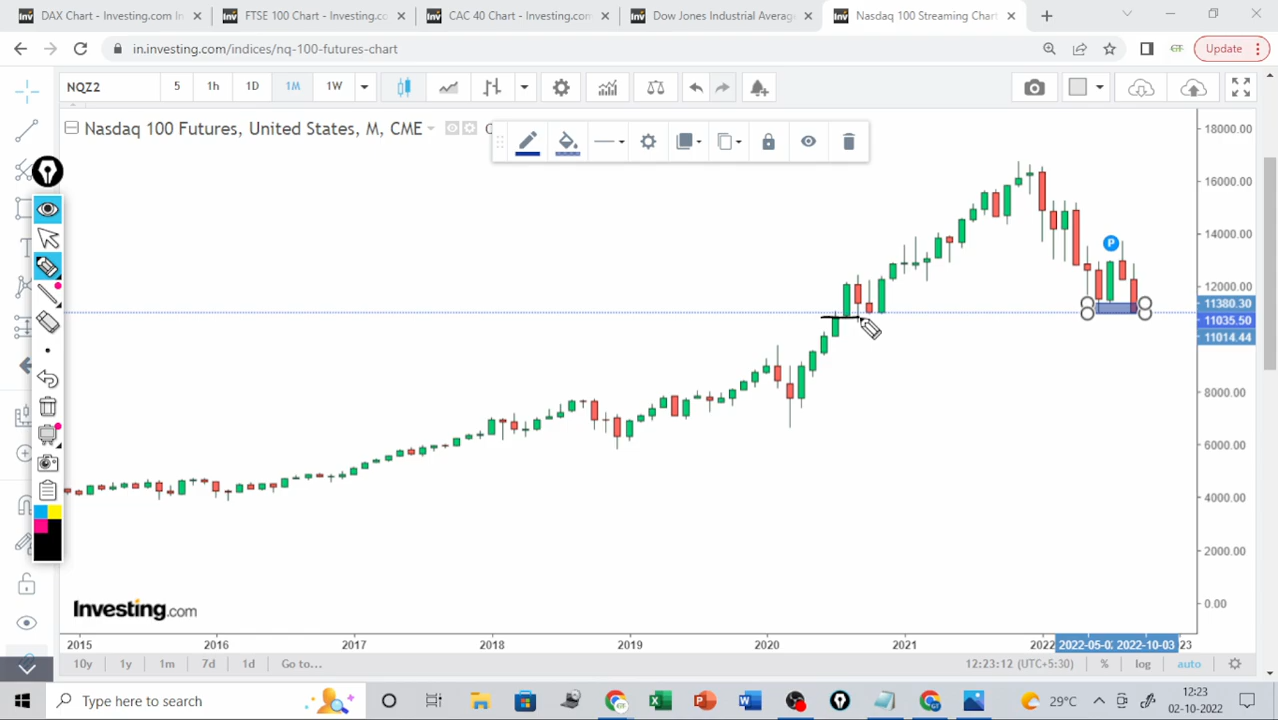 DAX Chart - Investing.com In
FTSE 100 Chart - Investing.co
CAC 40 Chart - Investing.com
Dow Jones Industrial Averag
Nasdaq 100 Streaming Chart
in.investing.com/indices/nq-100-futures-chart
Update
NQZ2
5
1h
1D
1M
1W
Nasdaq 100 Futures, United States, M, CME
18000.00
16000.00
14000.00
12000.00
11380.30
11035.50
11014.44
8000.00
6000.00
4000.00
2000.00
0.00
P
Investing.com
2015
2016
2017
2018
2019
2020
2021
2022
2022-05-0
2022-10-03
23
10y
1y
1m
7d
1d
Go to...
12:23:12 (UTC+5:30)
%
log
auto
Type here to search
29°C
12:23
02-10-2022